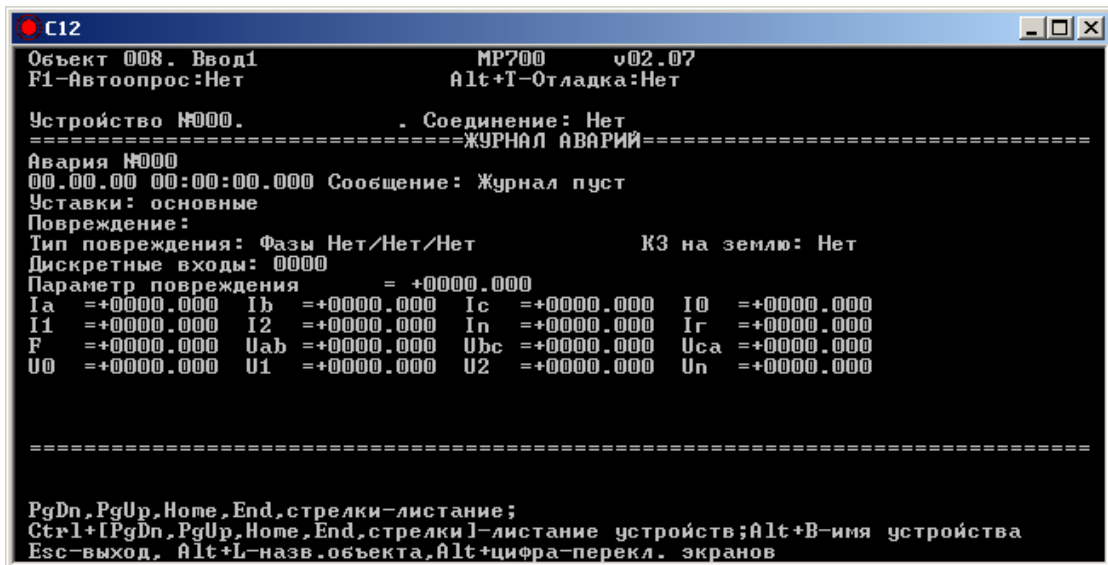 C12
Объект 008. Ввод1 МР700 v02.07
F1-Автоопрос:Нет Alt+T-Отладка:Нет
Устройство №000. . Соединение: Нет
================================ЖУРНАЛ АВАРИЙ=================================
Авария №000
00.00.00 00:00:00.000 Сообщение: Журнал пуст
Уставки: основные
Повреждение:
Тип повреждения: Фазы Нет/Нет/Нет КЗ на землю: Нет
Дискретные входы: 0000
Параметр повреждения = +0000.000
Ia =+0000.000 Ib =+0000.000 Ic =+0000.000 I0 =+0000.000
I1 =+0000.000 I2 =+0000.000 In =+0000.000 Ir =+0000.000
F =+0000.000 Uab =+0000.000 Ubc =+0000.000 Uca =+0000.000
U0 =+0000.000 U1 =+0000.000 U2 =+0000.000 Un =+0000.000
===============================================================================
PgDn,PgUp,Home,End,стрелки-листание;
Ctrl+[PgDn,PgUp,Home,End,стрелки]-листание устройств;Alt+B-имя устройства
Esc-выход, Alt+L-назв.объекта,Alt+цифра-перекл. экранов